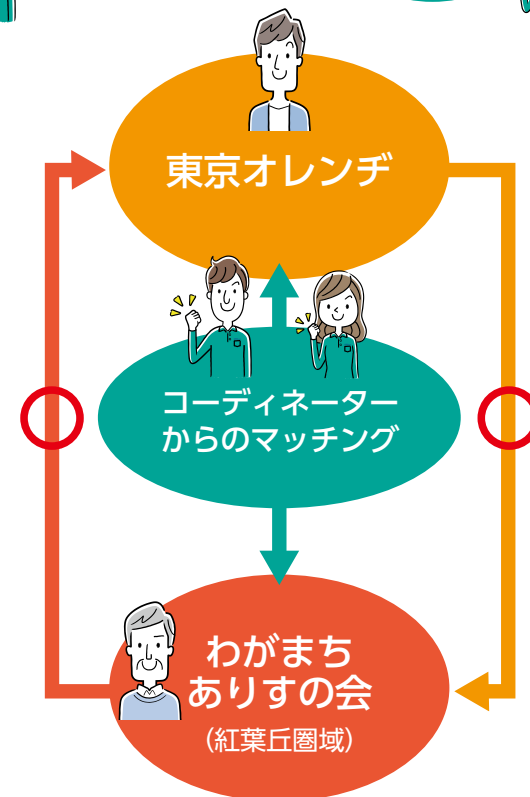 東京オレンヂ
コーディネーター
からのマッチング
わがまち
ありすの会
（紅葉丘圏域）